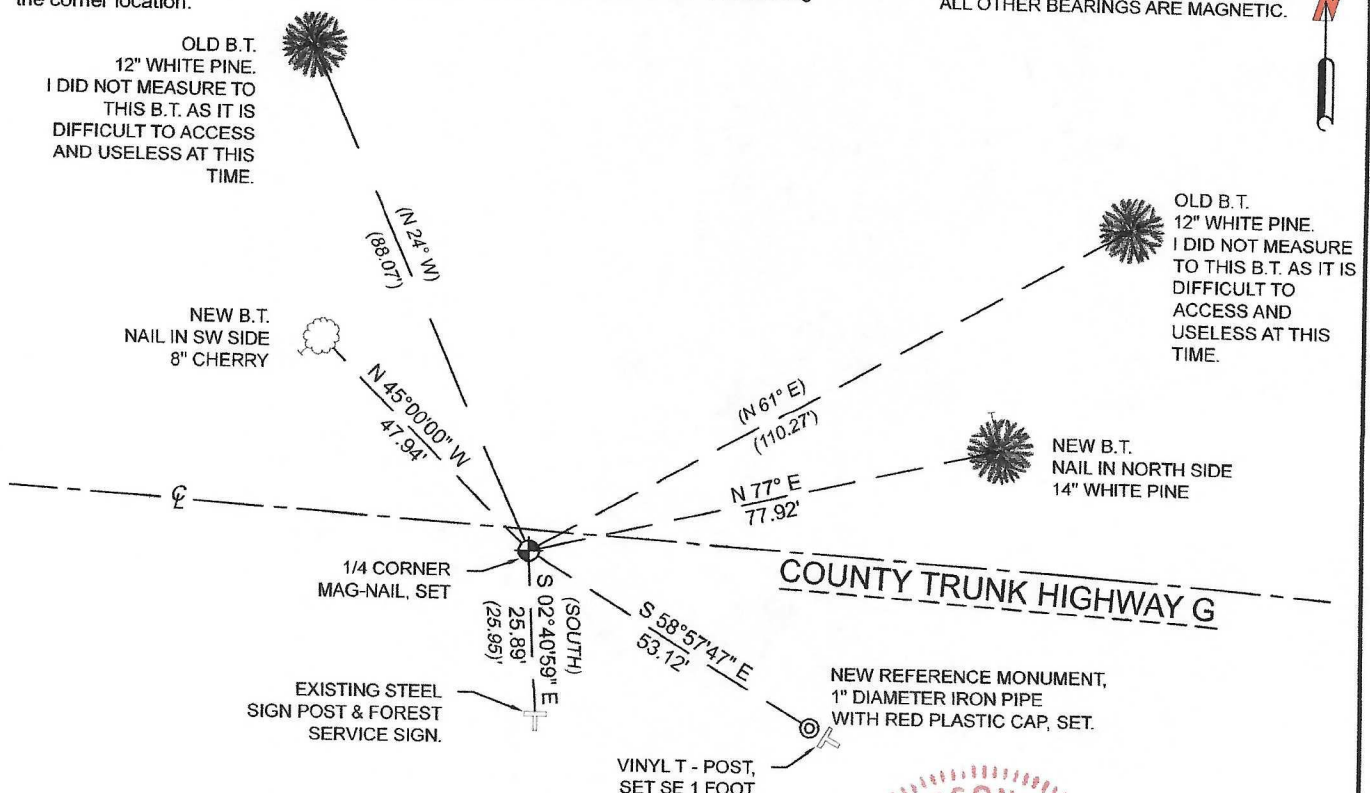 the corner location.
ALL OTHER BEARINGS ARE MAGNETIC.
N
OLD B.T.
12" WHITE PINE.
I DID NOT MEASURE TO
THIS B.T. AS IT IS
DIFFICULT TO ACCESS
AND USELESS AT THIS
TIME.
(N 24° W)
(88.07')
OLD B.T.
12" WHITE PINE.
I DID NOT MEASURE
TO THIS B.T. AS IT IS
DIFFICULT TO
ACCESS AND
USELESS AT THIS
TIME.
NEW B.T.
NAIL IN SW SIDE
8" CHERRY
N 45°00'00" W
47.94'
(N 61° E)
(110.27')
NEW B.T.
NAIL IN NORTH SIDE
14" WHITE PINE
N 77° E
77.92'
℄
1/4 CORNER
MAG-NAIL, SET
COUNTY TRUNK HIGHWAY G
(SOUTH)
S 02°40'59" E
25.89'
(25.95)'
S 58°57'47" E
53.12'
EXISTING STEEL
SIGN POST & FOREST
SERVICE SIGN.
NEW REFERENCE MONUMENT,
1" DIAMETER IRON PIPE
WITH RED PLASTIC CAP, SET.
VINYL T - POST,
SET SE 1 FOOT